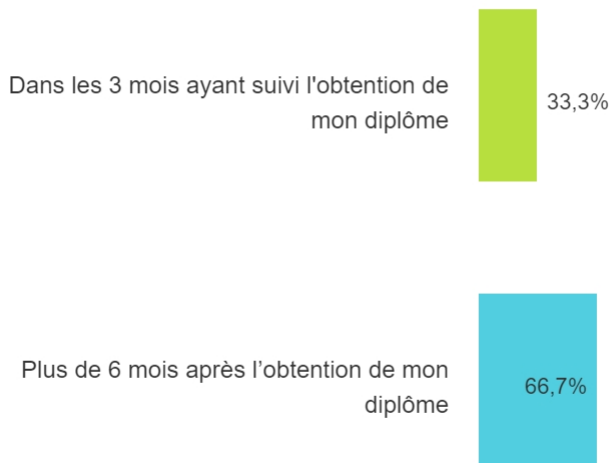 Dans les 3 mois ayant suivi l'obtention de
mon diplôme
33,3%
Plus de 6 mois après l’obtention de mon
diplôme
66,7%